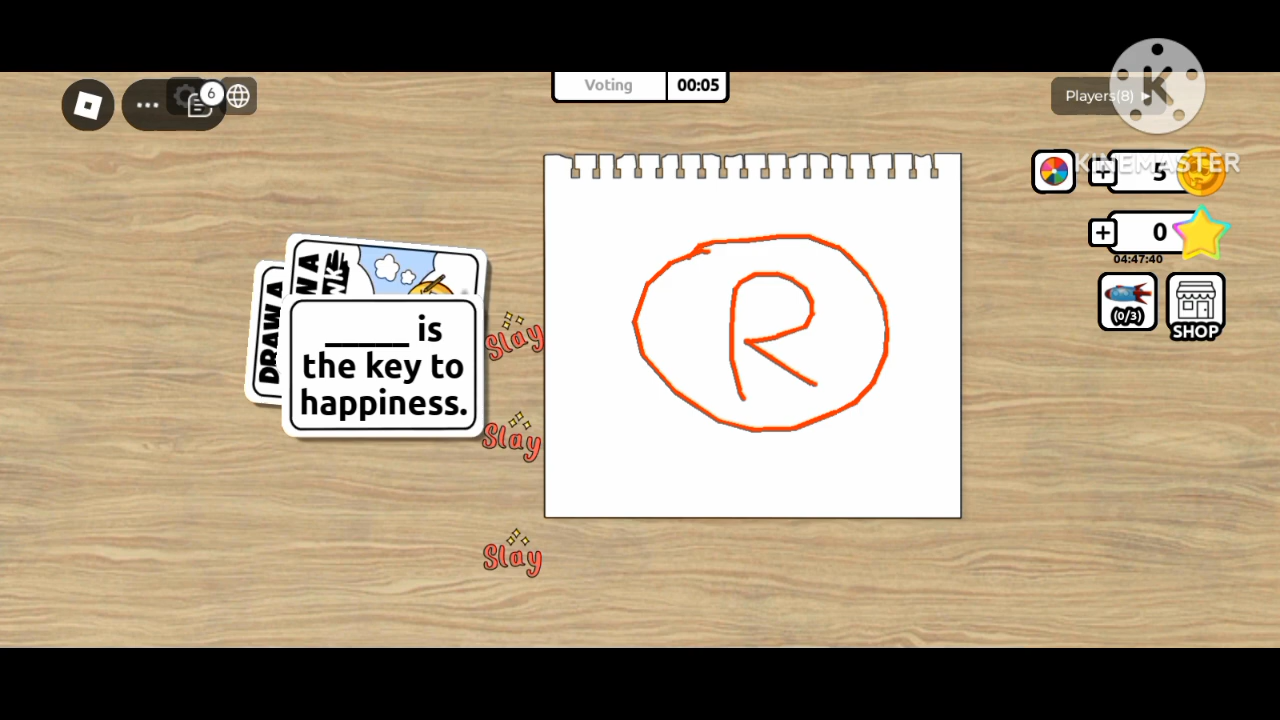 6
Voting 00:05
Players(8)
K
KINEMASTER
5
0
04:47:40
(0/3)
SHOP
DRAW A
_____ is
the key to
happiness.
Slay
Slay
Slay
R